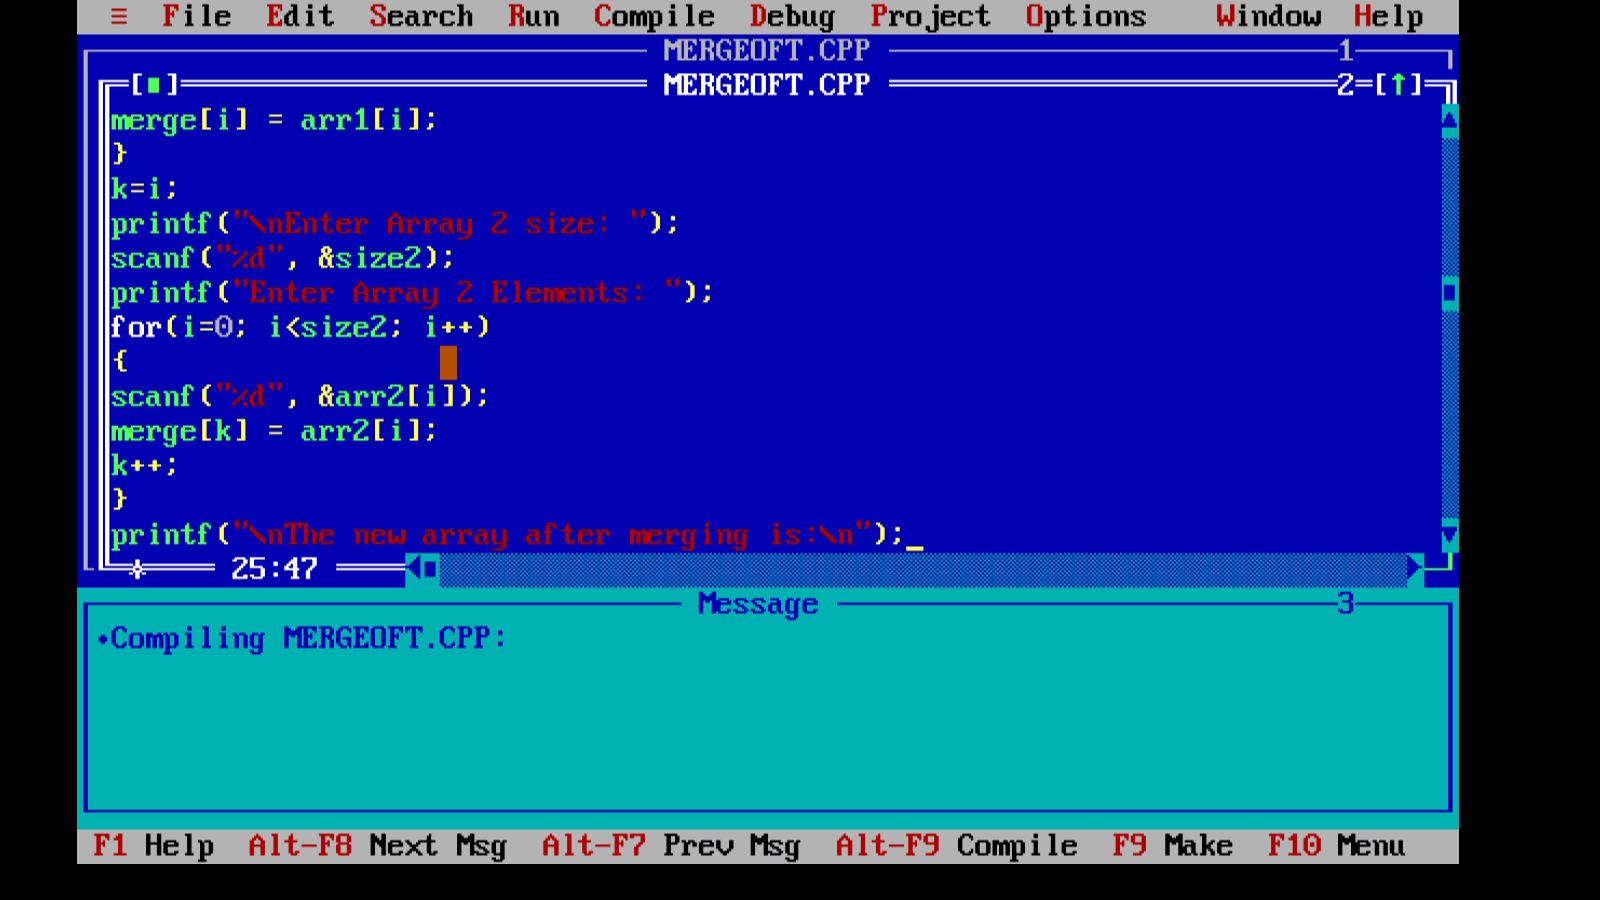 ≡ File Edit Search Run Compile Debug Project Options Window Help
MERGEOFT.CPP 1
[■] MERGEOFT.CPP 2=[↑]
merge[i] = arr1[i];
}
k=i;
printf("\nEnter Array 2 size: ");
scanf("%d", &size2);
printf("Enter Array 2 Elements: ");
for(i=0; i<size2; i++)
{
scanf("%d", &arr2[i]);
merge[k] = arr2[i];
k++;
}
printf("\nThe new array after merging is:\n");_
25:47
Message 3
•Compiling MERGEOFT.CPP:
F1 Help Alt-F8 Next Msg Alt-F7 Prev Msg Alt-F9 Compile F9 Make F10 Menu